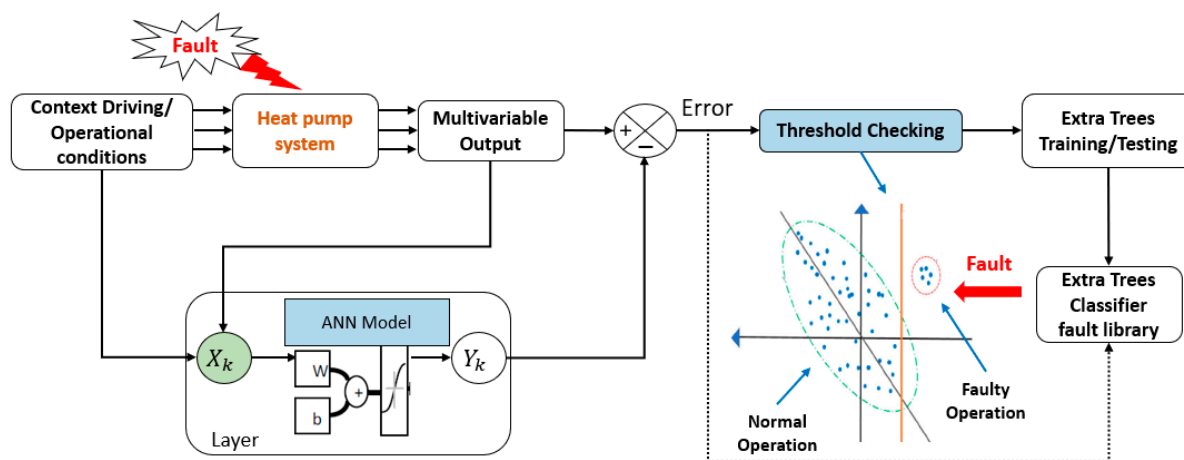 Fault
Context Driving/
Operational
conditions
Heat pump
system
Multivariable
Output
+
−
Error
Threshold Checking
Extra Trees
Training/Testing
Fault
Extra Trees
Classifier
fault library
ANN Model
X_k
W
b
+
Y_k
Layer
Normal
Operation
Faulty
Operation